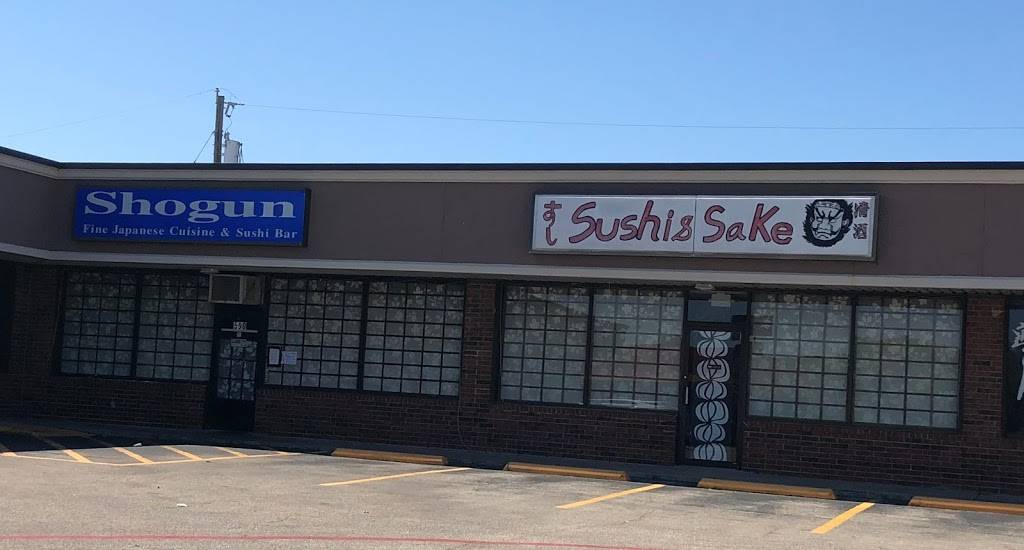 Shogun
Fine Japanese Cuisine & Sushi Bar
すし
Sushi & Sake
清酒